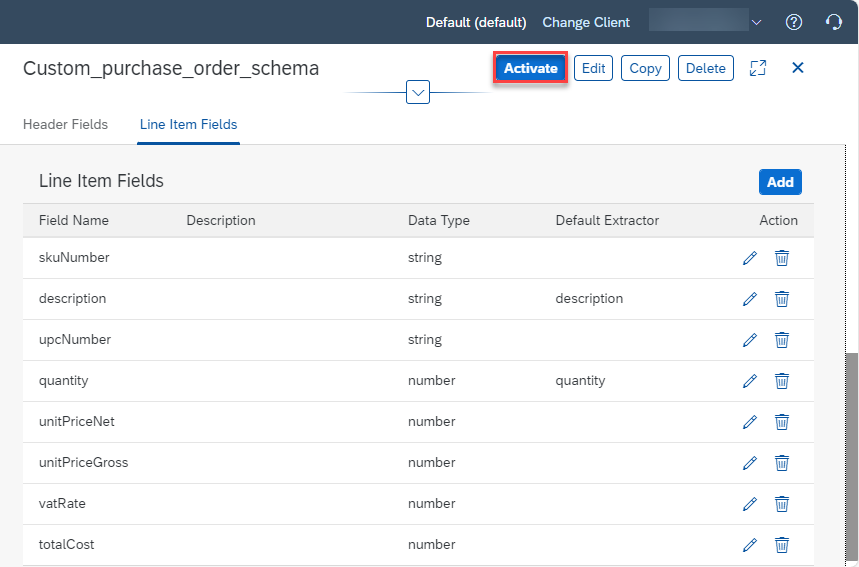 Default (default) Change Client
Custom_purchase_order_schema Activate Edit Copy Delete
Header Fields Line Item Fields
Line Item Fields Add
Field Name Description Data Type Default Extractor Action
skuNumber string
description string description
upcNumber string
quantity number quantity
unitPriceNet number
unitPriceGross number
vatRate number
totalCost number